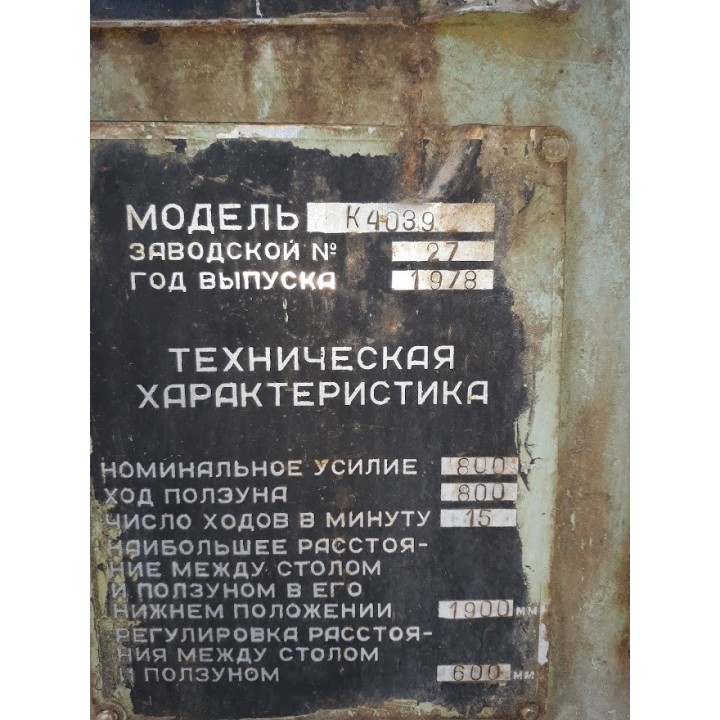 МОДЕЛЬ К4039
ЗАВОДСКОЙ № 27
ГОД ВЫПУСКА 1978
ТЕХНИЧЕСКАЯ
ХАРАКТЕРИСТИКА
НОМИНАЛЬНОЕ УСИЛИЕ 800
ХОД ПОЛЗУНА 800
ЧИСЛО ХОДОВ В МИНУТУ 15
НАИБОЛЬШЕЕ РАССТОЯ-
НИЕ МЕЖДУ СТОЛОМ
И ПОЛЗУНОМ В ЕГО
НИЖНЕМ ПОЛОЖЕНИИ 1900 ММ
РЕГУЛИРОВКА РАССТОЯ-
НИЯ МЕЖДУ СТОЛОМ
И ПОЛЗУНОМ 600 ММ